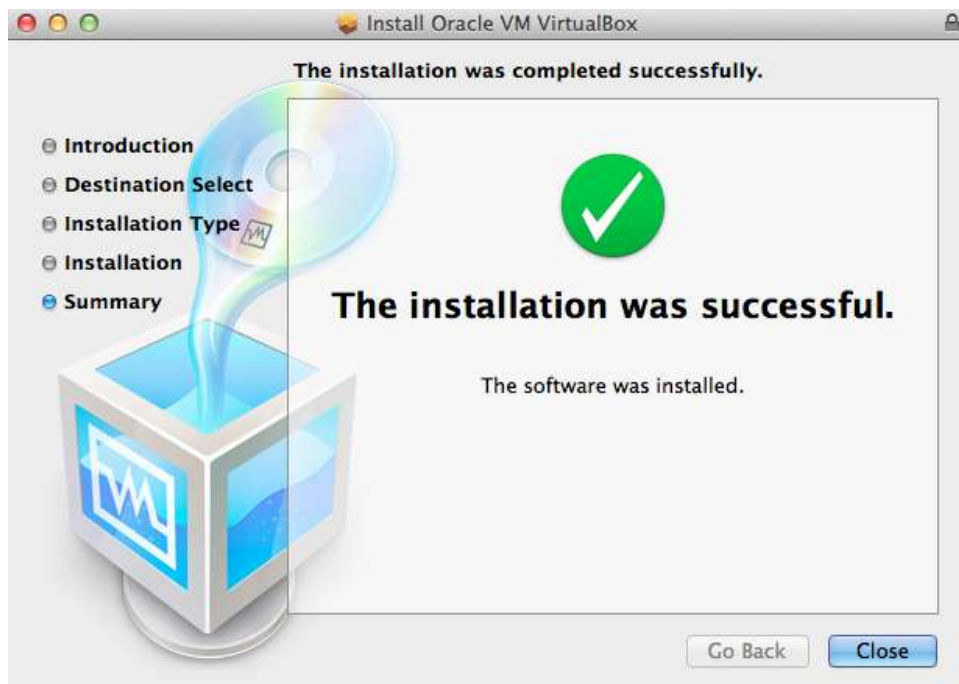 Install Oracle VM VirtualBox
The installation was completed successfully.
Introduction
Destination Select
Installation Type
Installation
Summary
The installation was successful.
The software was installed.
Go Back
Close